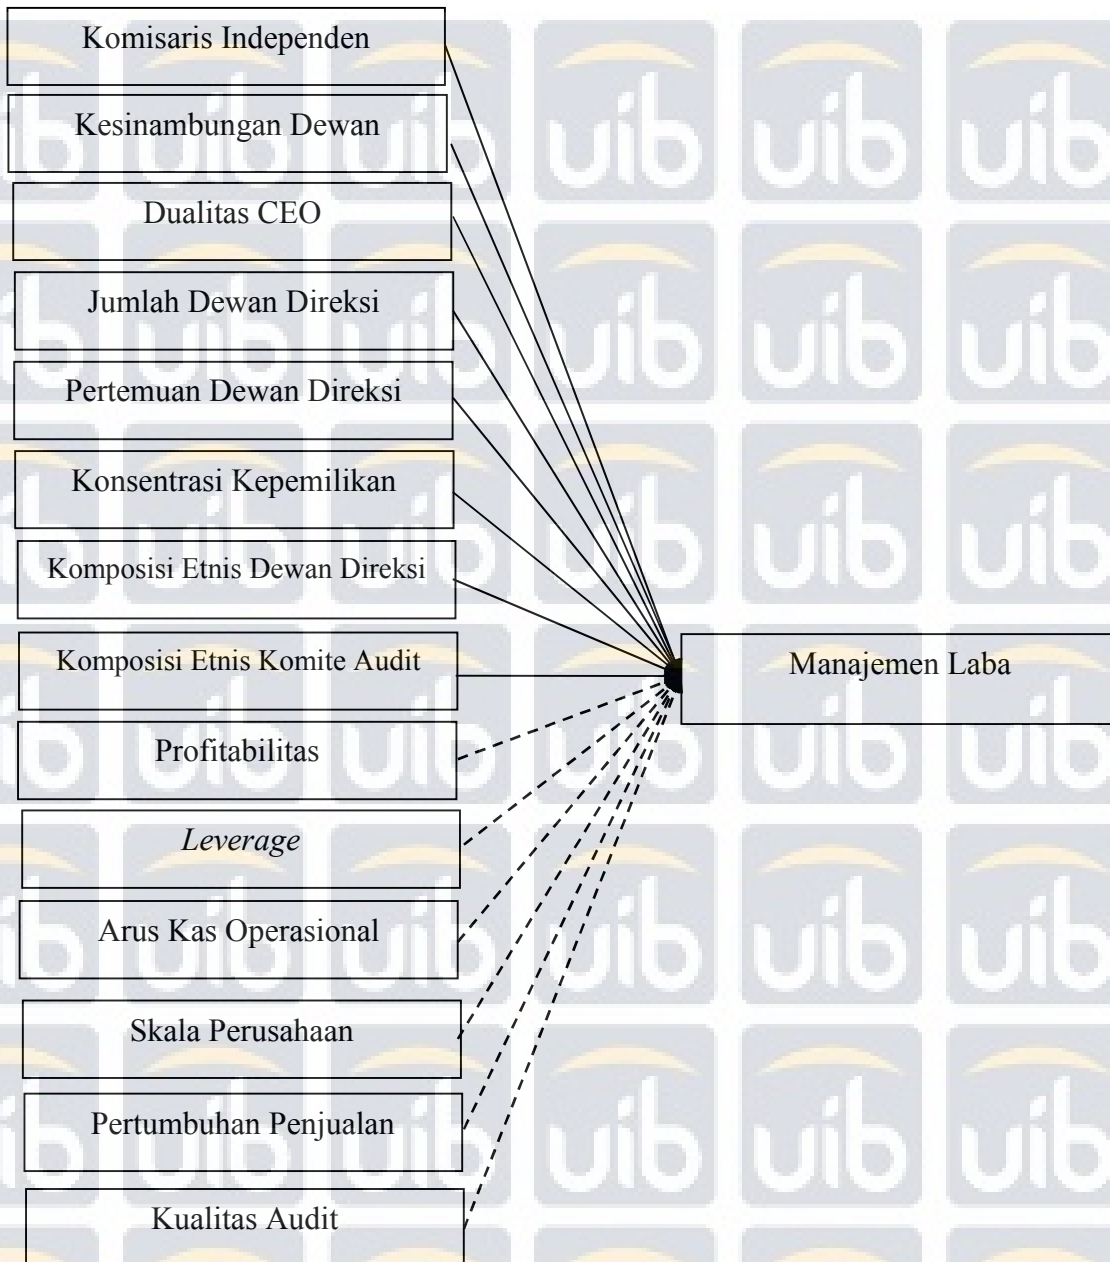 Komisaris Independen
Kesinambungan Dewan
Dualitas CEO
Jumlah Dewan Direksi
Pertemuan Dewan Direksi
Konsentrasi Kepemilikan
Komposisi Etnis Dewan Direksi
Komposisi Etnis Komite Audit
Manajemen Laba
Profitabilitas
Leverage
Arus Kas Operasional
Skala Perusahaan
Pertumbuhan Penjualan
Kualitas Audit
uib